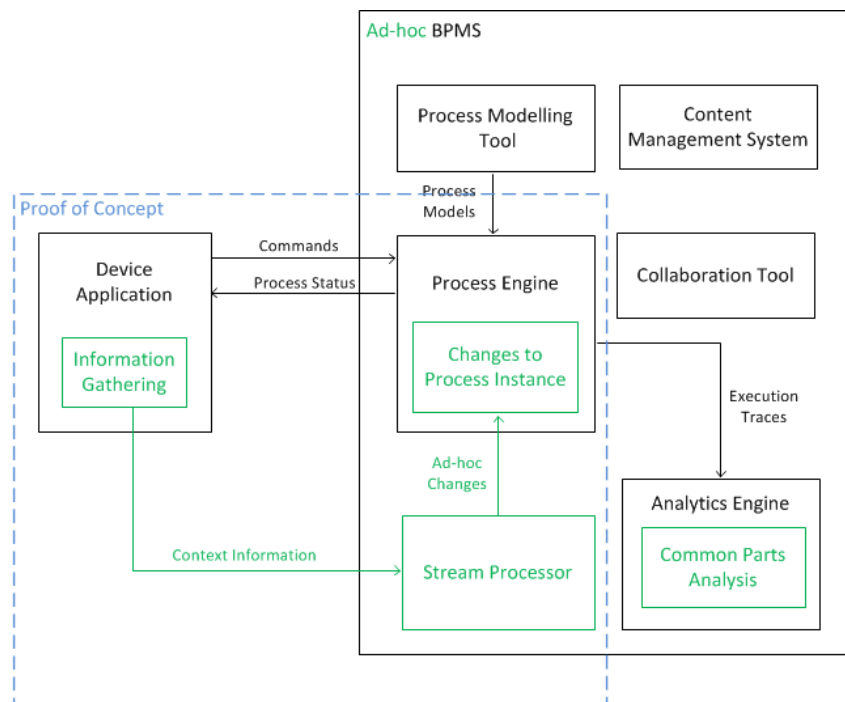 Ad-hoc BPMS
Process Modelling
Tool
Content
Management System
Process
Models
Proof of Concept
Device
Application
Commands
Process Status
Process Engine
Collaboration Tool
Information
Gathering
Changes to
Process Instance
Execution
Traces
Ad-hoc
Changes
Analytics Engine
Context Information
Stream Processor
Common Parts
Analysis